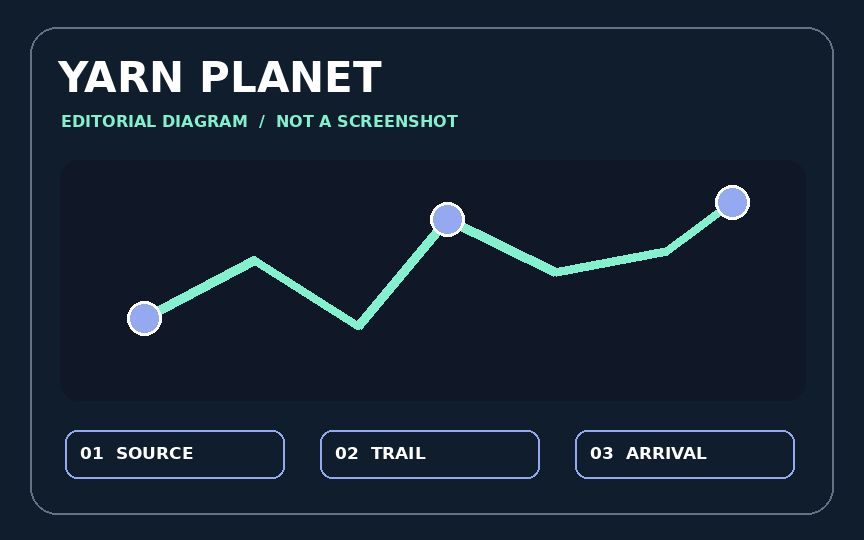 YARN PLANET
EDITORIAL DIAGRAM / NOT A SCREENSHOT
01 SOURCE
02 TRAIL
03 ARRIVAL